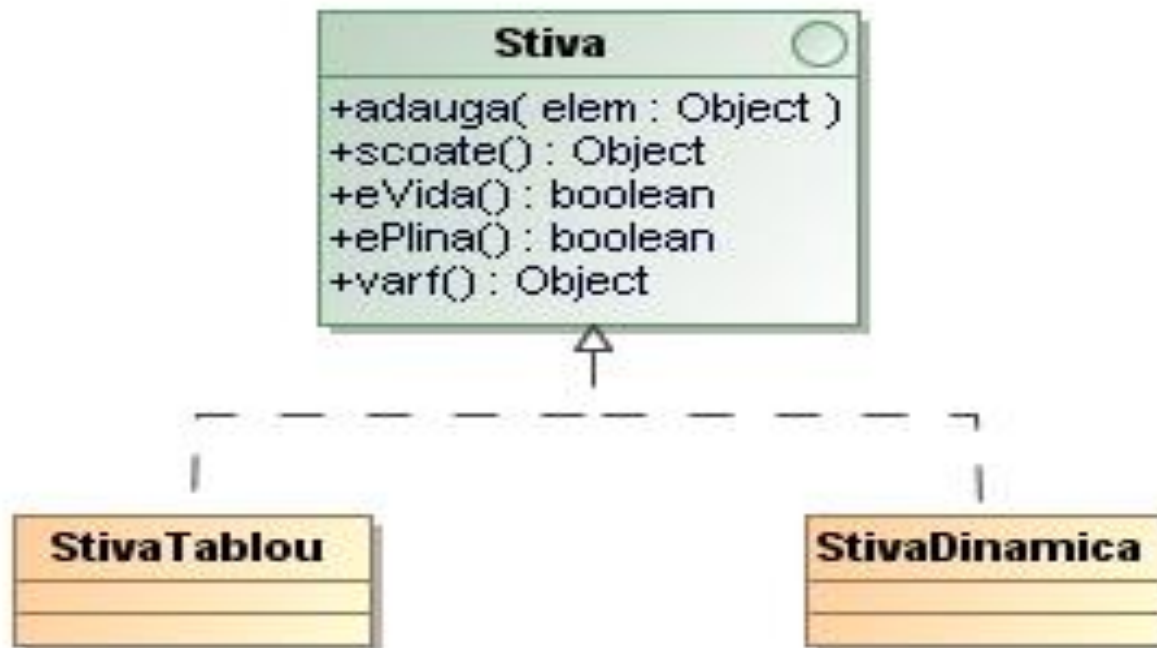 Stiva
+adauga( elem : Object )
+scoate() : Object
+eVida() : boolean
+ePlina() : boolean
+varf() : Object
StivaTablou
StivaDinamica